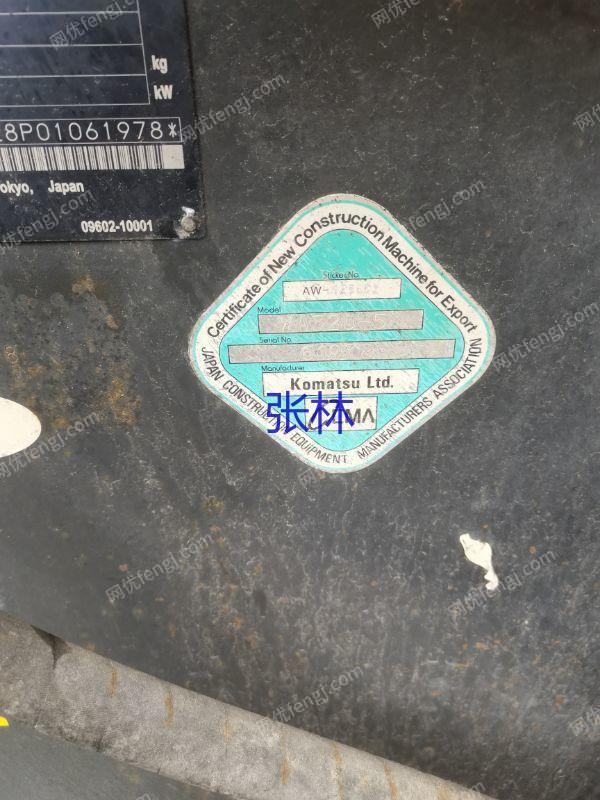 kg
kW
8P01061978*
okyo, Japan
09602-10001
Certificate of New Construction Machine for Export
Sticker No.
AW-
Model
Serial No.
Manufacturer
Komatsu Ltd.
张林
JAPAN CONSTRUCTION EQUIPMENT MANUFACTURERS ASSOCIATION
网优fengj.com